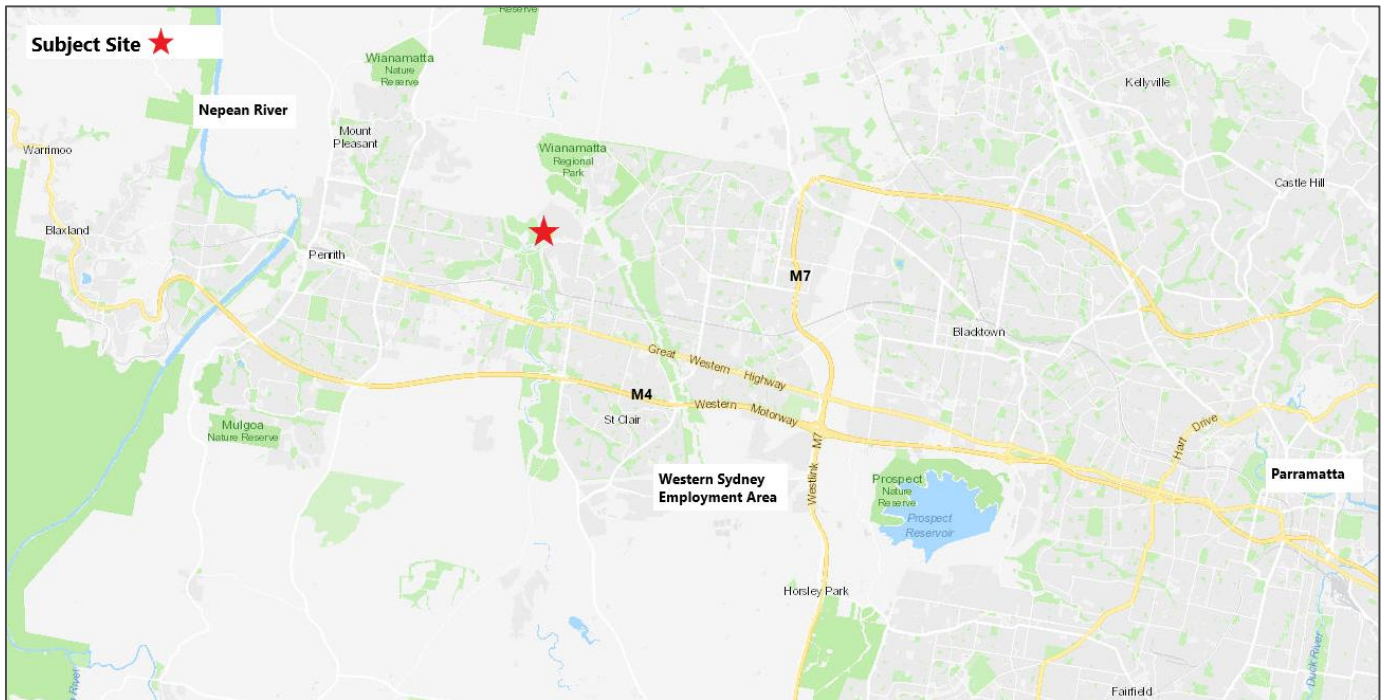 Reserve
Subject Site
Wianamatta
Nature
Reserve
Kellyville
Nepean River
Mount
Pleasant
Warrimoo
Wianamatta
Regional
Park
Castle Hill
Blaxland
Penrith
M7
Blacktown
Great Western Highway
M4
Western Motorway
St Clair
Mulgoa
Nature Reserve
Hart Drive
Westlink M7
Western Sydney
Employment Area
Prospect
Nature
Reserve
Parramatta
Prospect
Reservoir
Horsley Park
Duck River
River
Fairfield